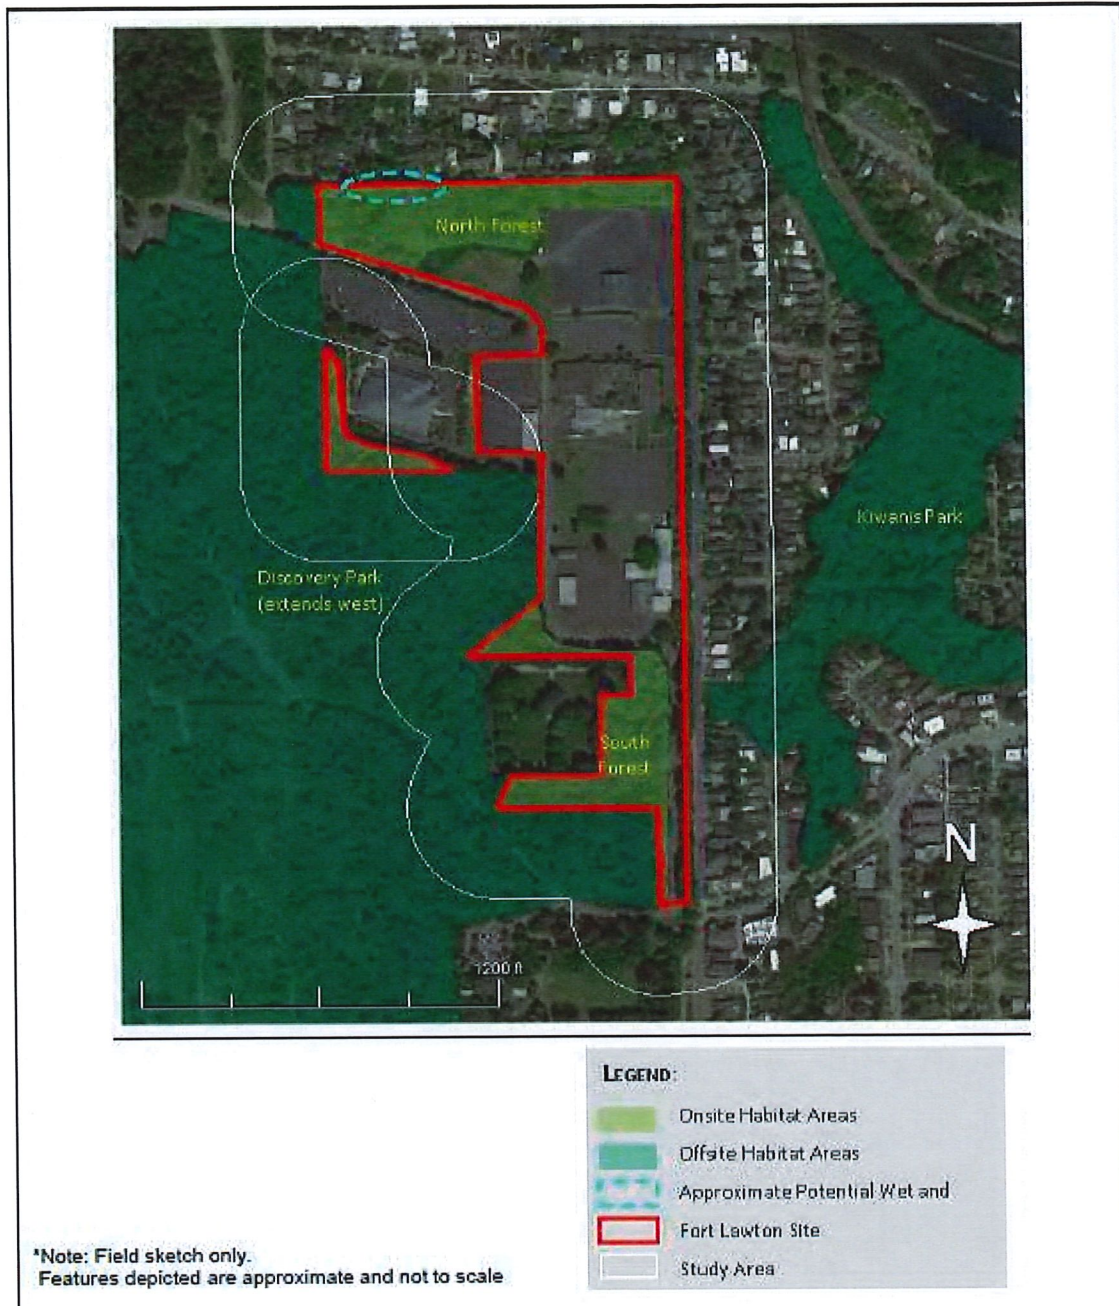 North Forest
Kiwanis Park
Discovery Park
(extends west)
South
Forest
N
1200 ft
LEGEND:
Onsite Habitat Areas
Offsite Habitat Areas
Approximate Potential Wet and
Fort Lawton Site
Study Area
*Note: Field sketch only.
Features depicted are approximate and not to scale